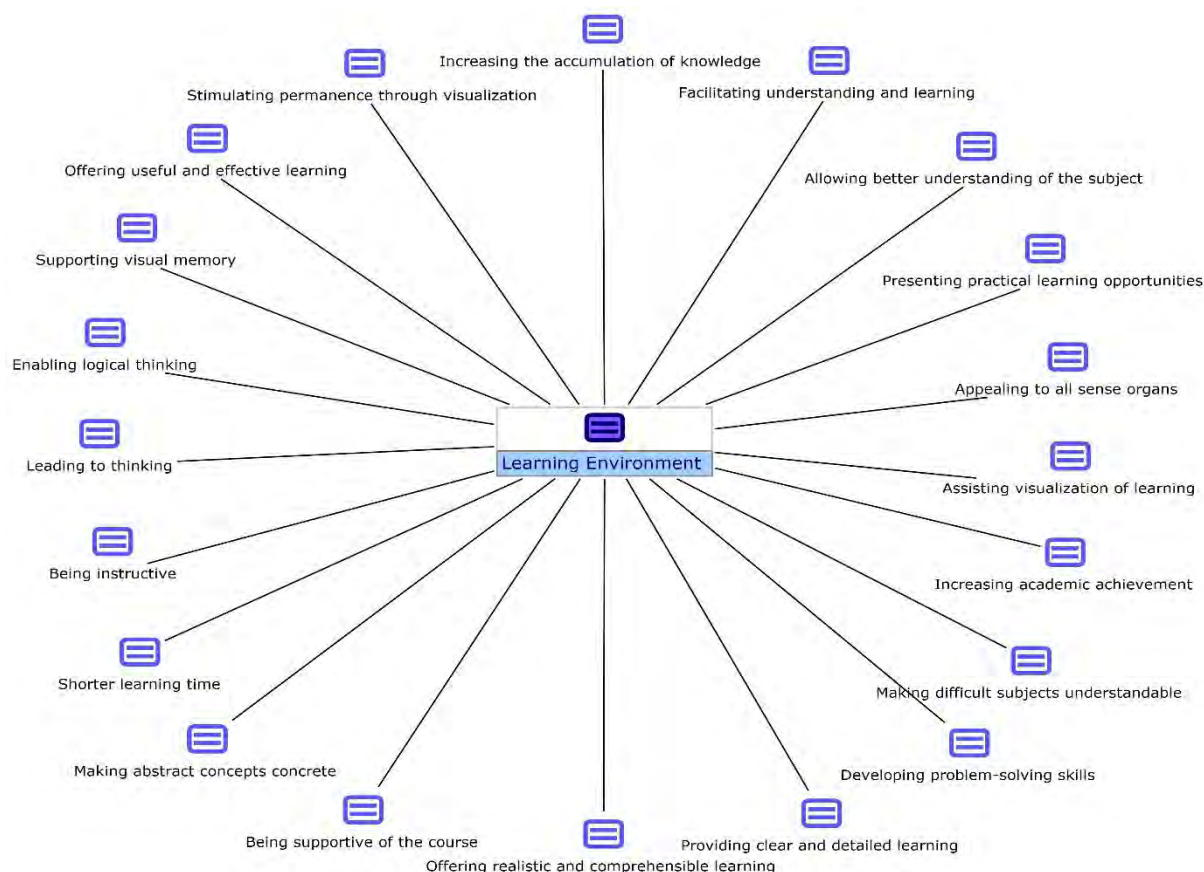 Increasing the accumulation of knowledge
Facilitating understanding and learning
Stimulating permanence through visualization
Offering useful and effective learning
Allowing better understanding of the subject
Supporting visual memory
Presenting practical learning opportunities
Enabling logical thinking
Appealing to all sense organs
Learning Environment
Leading to thinking
Assisting visualization of learning
Being instructive
Increasing academic achievement
Shorter learning time
Making difficult subjects understandable
Making abstract concepts concrete
Developing problem-solving skills
Being supportive of the course
Providing clear and detailed learning
Offering realistic and comprehensible learning